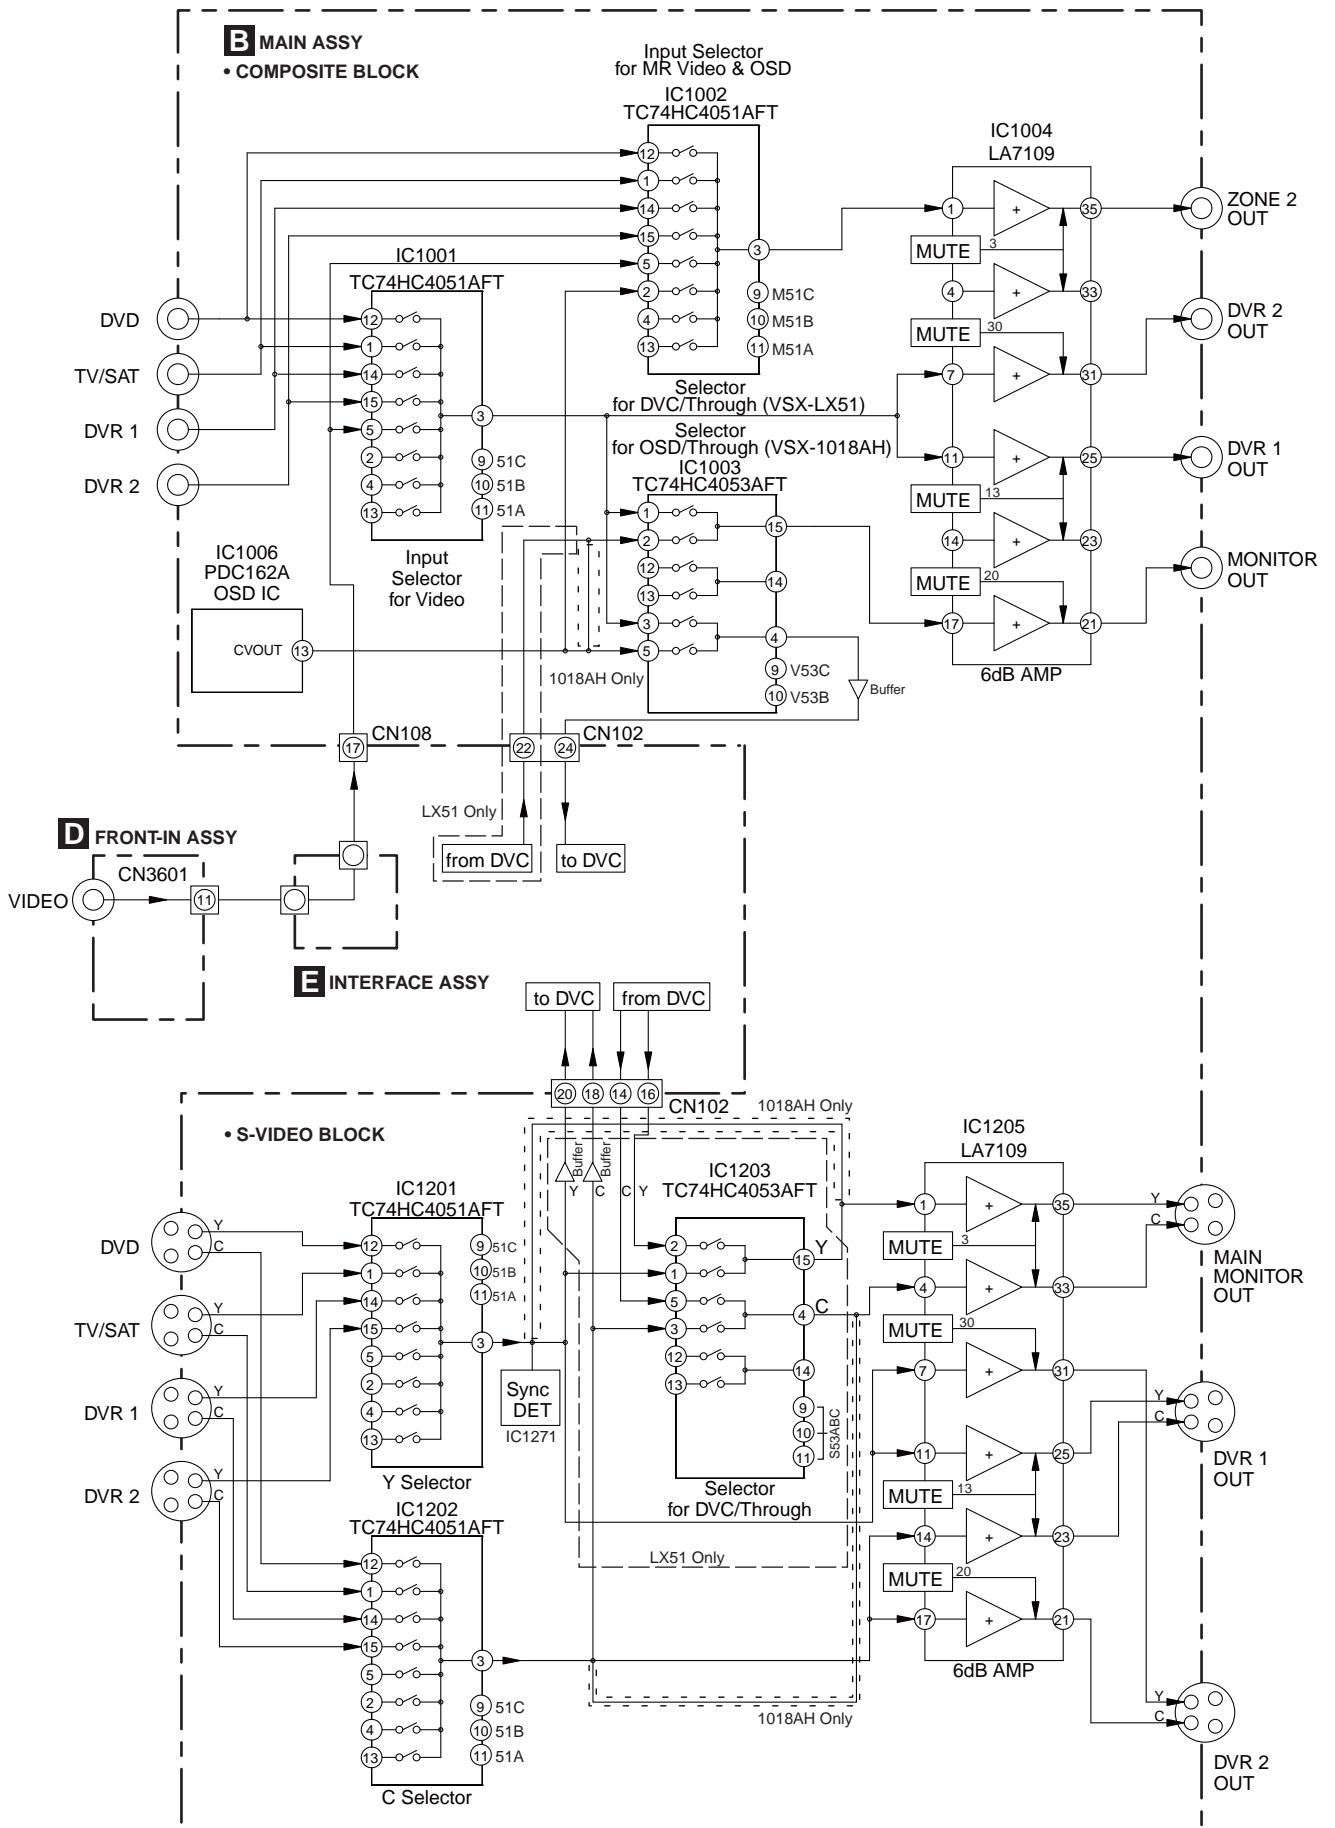 B MAIN ASSY
• COMPOSITE BLOCK
Input Selector
for MR Video & OSD
IC1002
TC74HC4051AFT
12
1
14
15
5
2
4
13
3
9 M51C
10 M51B
11 M51A
IC1004
LA7109
1
+
35
MUTE
3
4
+
33
MUTE
30
7
+
31
11
+
25
MUTE
13
14
+
23
MUTE
20
17
+
21
6dB AMP
ZONE 2
OUT
DVR 2
OUT
DVR 1
OUT
MONITOR
OUT
DVD
TV/SAT
DVR 1
DVR 2
IC1001
TC74HC4051AFT
12
1
14
15
5
2
4
13
3
9 51C
10 51B
11 51A
Input
Selector
for Video
Selector
for DVC/Through (VSX-LX51)
Selector
for OSD/Through (VSX-1018AH)
IC1003
TC74HC4053AFT
1
2
12
13
3
5
15
14
4
9 V53C
10 V53B
Buffer
1018AH Only
IC1006
PDC162A
OSD IC
CVOUT 13
17
CN108
22
24
CN102
LX51 Only
from DVC
to DVC
D FRONT-IN ASSY
CN3601
VIDEO
11
E INTERFACE ASSY
to DVC
from DVC
20
18
14
16
CN102
1018AH Only
• S-VIDEO BLOCK
Buffer
Buffer
Y
C
C
Y
DVD
Y
C
TV/SAT
Y
C
DVR 1
Y
C
DVR 2
Y
C
IC1201
TC74HC4051AFT
12
1
14
15
5
2
4
13
9 51C
10 51B
11 51A
3
Y Selector
Sync
DET
IC1271
IC1203
TC74HC4053AFT
2
1
5
3
12
13
15
Y
4
C
14
9
10
11
S53ABC
Selector
for DVC/Through
LX51 Only
IC1202
TC74HC4051AFT
12
1
14
15
5
2
4
13
3
9 51C
10 51B
11 51A
C Selector
1018AH Only
IC1205
LA7109
1
+
35
MUTE
3
4
+
33
MUTE
30
7
+
31
11
+
25
MUTE
13
14
+
23
MUTE
20
17
+
21
6dB AMP
Y
C
MAIN
MONITOR
OUT
Y
C
DVR 1
OUT
Y
C
DVR 2
OUT